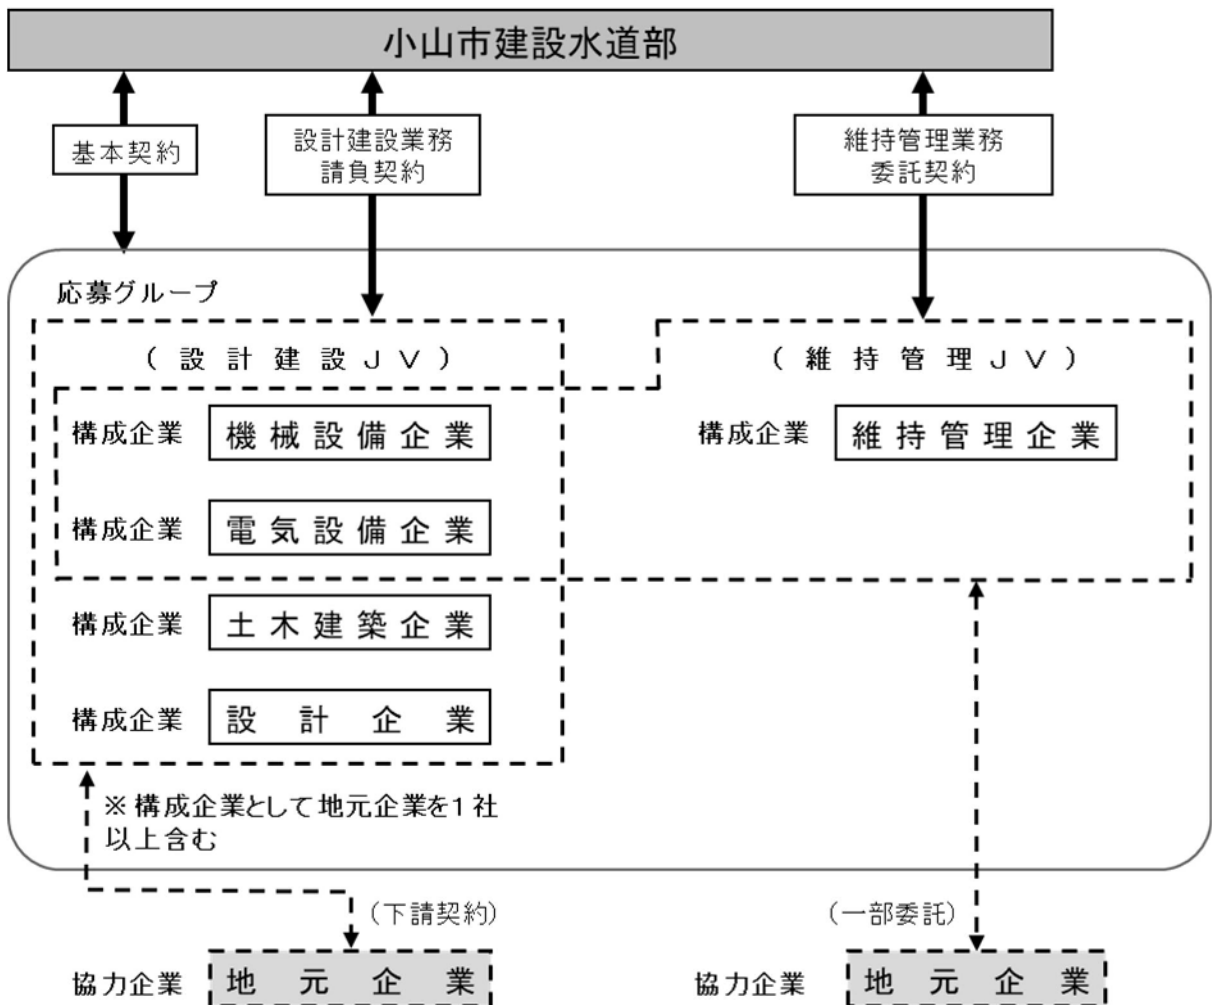 小山市建設水道部
基本契約
設計建設業務
請負契約
維持管理業務
委託契約
応募グループ
(設計建設JV)
(維持管理JV)
構成企業 機械設備企業
構成企業 維持管理企業
構成企業 電気設備企業
構成企業 土木建築企業
構成企業 設計企業
※構成企業として地元企業を1社
以上含む
(下請契約)
(一部委託)
協力企業 地元企業
協力企業 地元企業